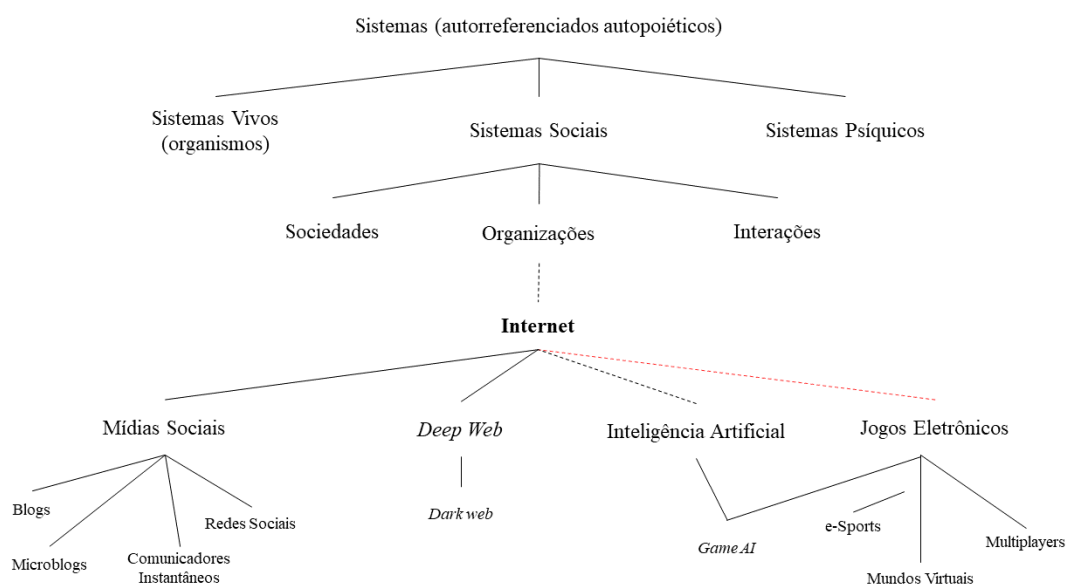 Sistemas (autorreferenciados autopoiéticos)
Sistemas Vivos
(organismos)
Sistemas Sociais
Sistemas Psíquicos
Sociedades
Organizações
Interações
Internet
Mídias Sociais
Deep Web
Inteligência Artificial
Jogos Eletrônicos
Blogs
Microblogs
Comunicadores
Instantâneos
Redes Sociais
Dark web
Game AI
e-Sports
Mundos Virtuais
Multiplayers